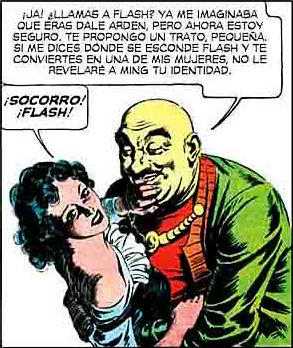 ¡JA! ¿LLAMAS A FLASH? YA ME IMAGINABA
QUE ERAS DALE ARDEN, PERO AHORA ESTOY
SEGURO. TE PROPONGO UN TRATO, PEQUEÑA.
SI ME DICES DÓNDE SE ESCONDE FLASH Y TE
CONVIERTES EN UNA DE MIS MUJERES, NO LE
REVELARÉ A MING TU IDENTIDAD.
¡SOCORRO!
¡FLASH!